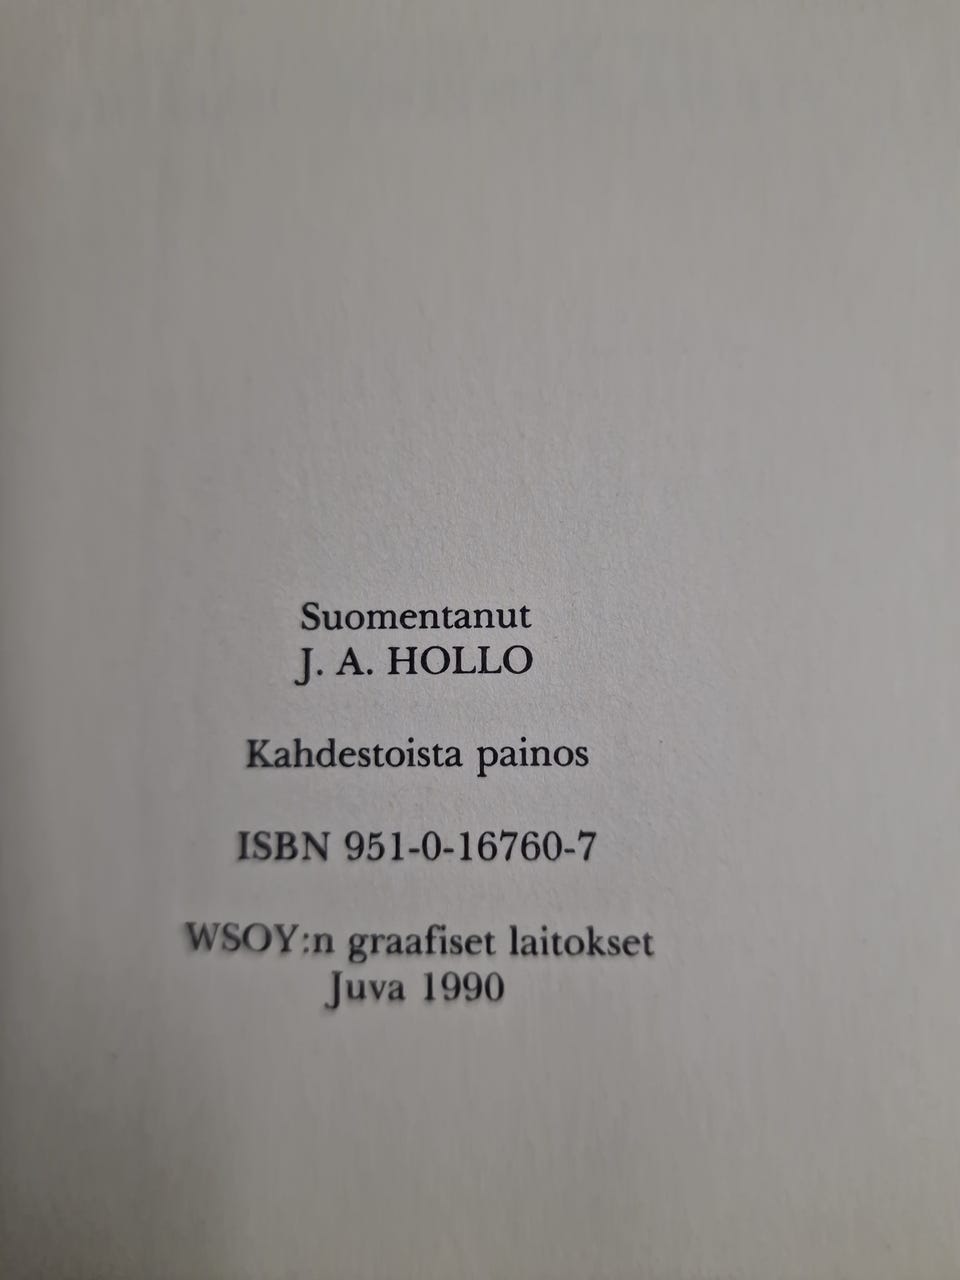 Suomentanut
J. A. HOLLO
Kahdestoista painos
ISBN 951-0-16760-7
WSOY:n graafiset laitokset
Juva 1990